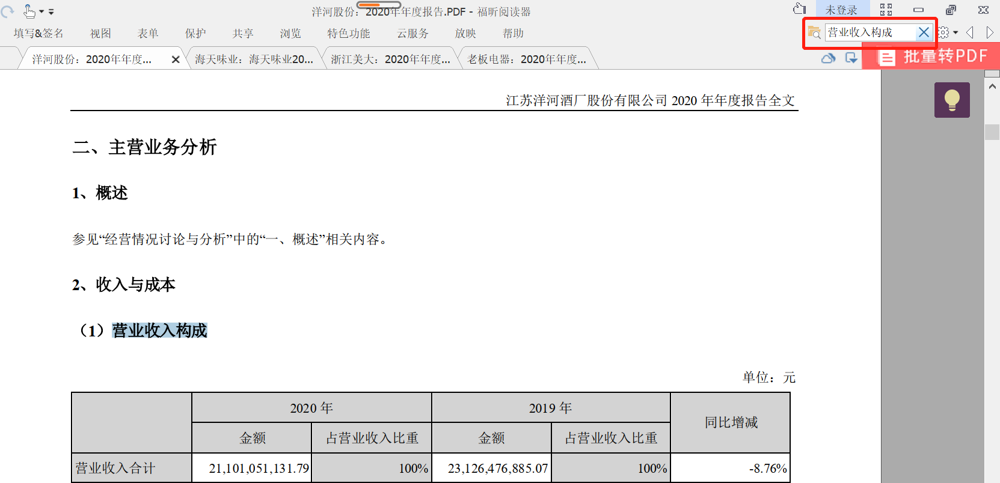 洋河股份：2020年年度报告.PDF - 福昕阅读器
未登录
填写&签名 视图 表单 保护 共享 浏览 特色功能 云服务 放映 帮助
营业收入构成
洋河股份：2020年年度... 海天味业：海天味业20... 浙江美大：2020年年度... 老板电器：2020年年度...
批量转PDF
江苏洋河酒厂股份有限公司 2020 年年度报告全文
二、主营业务分析
1、概述
参见“经营情况讨论与分析”中的“一、概述”相关内容。
2、收入与成本
（1）营业收入构成
单位：元
2020 年 2019 年 同比增减
金额 占营业收入比重 金额 占营业收入比重
营业收入合计 21,101,051,131.79 100% 23,126,476,885.07 100% -8.76%